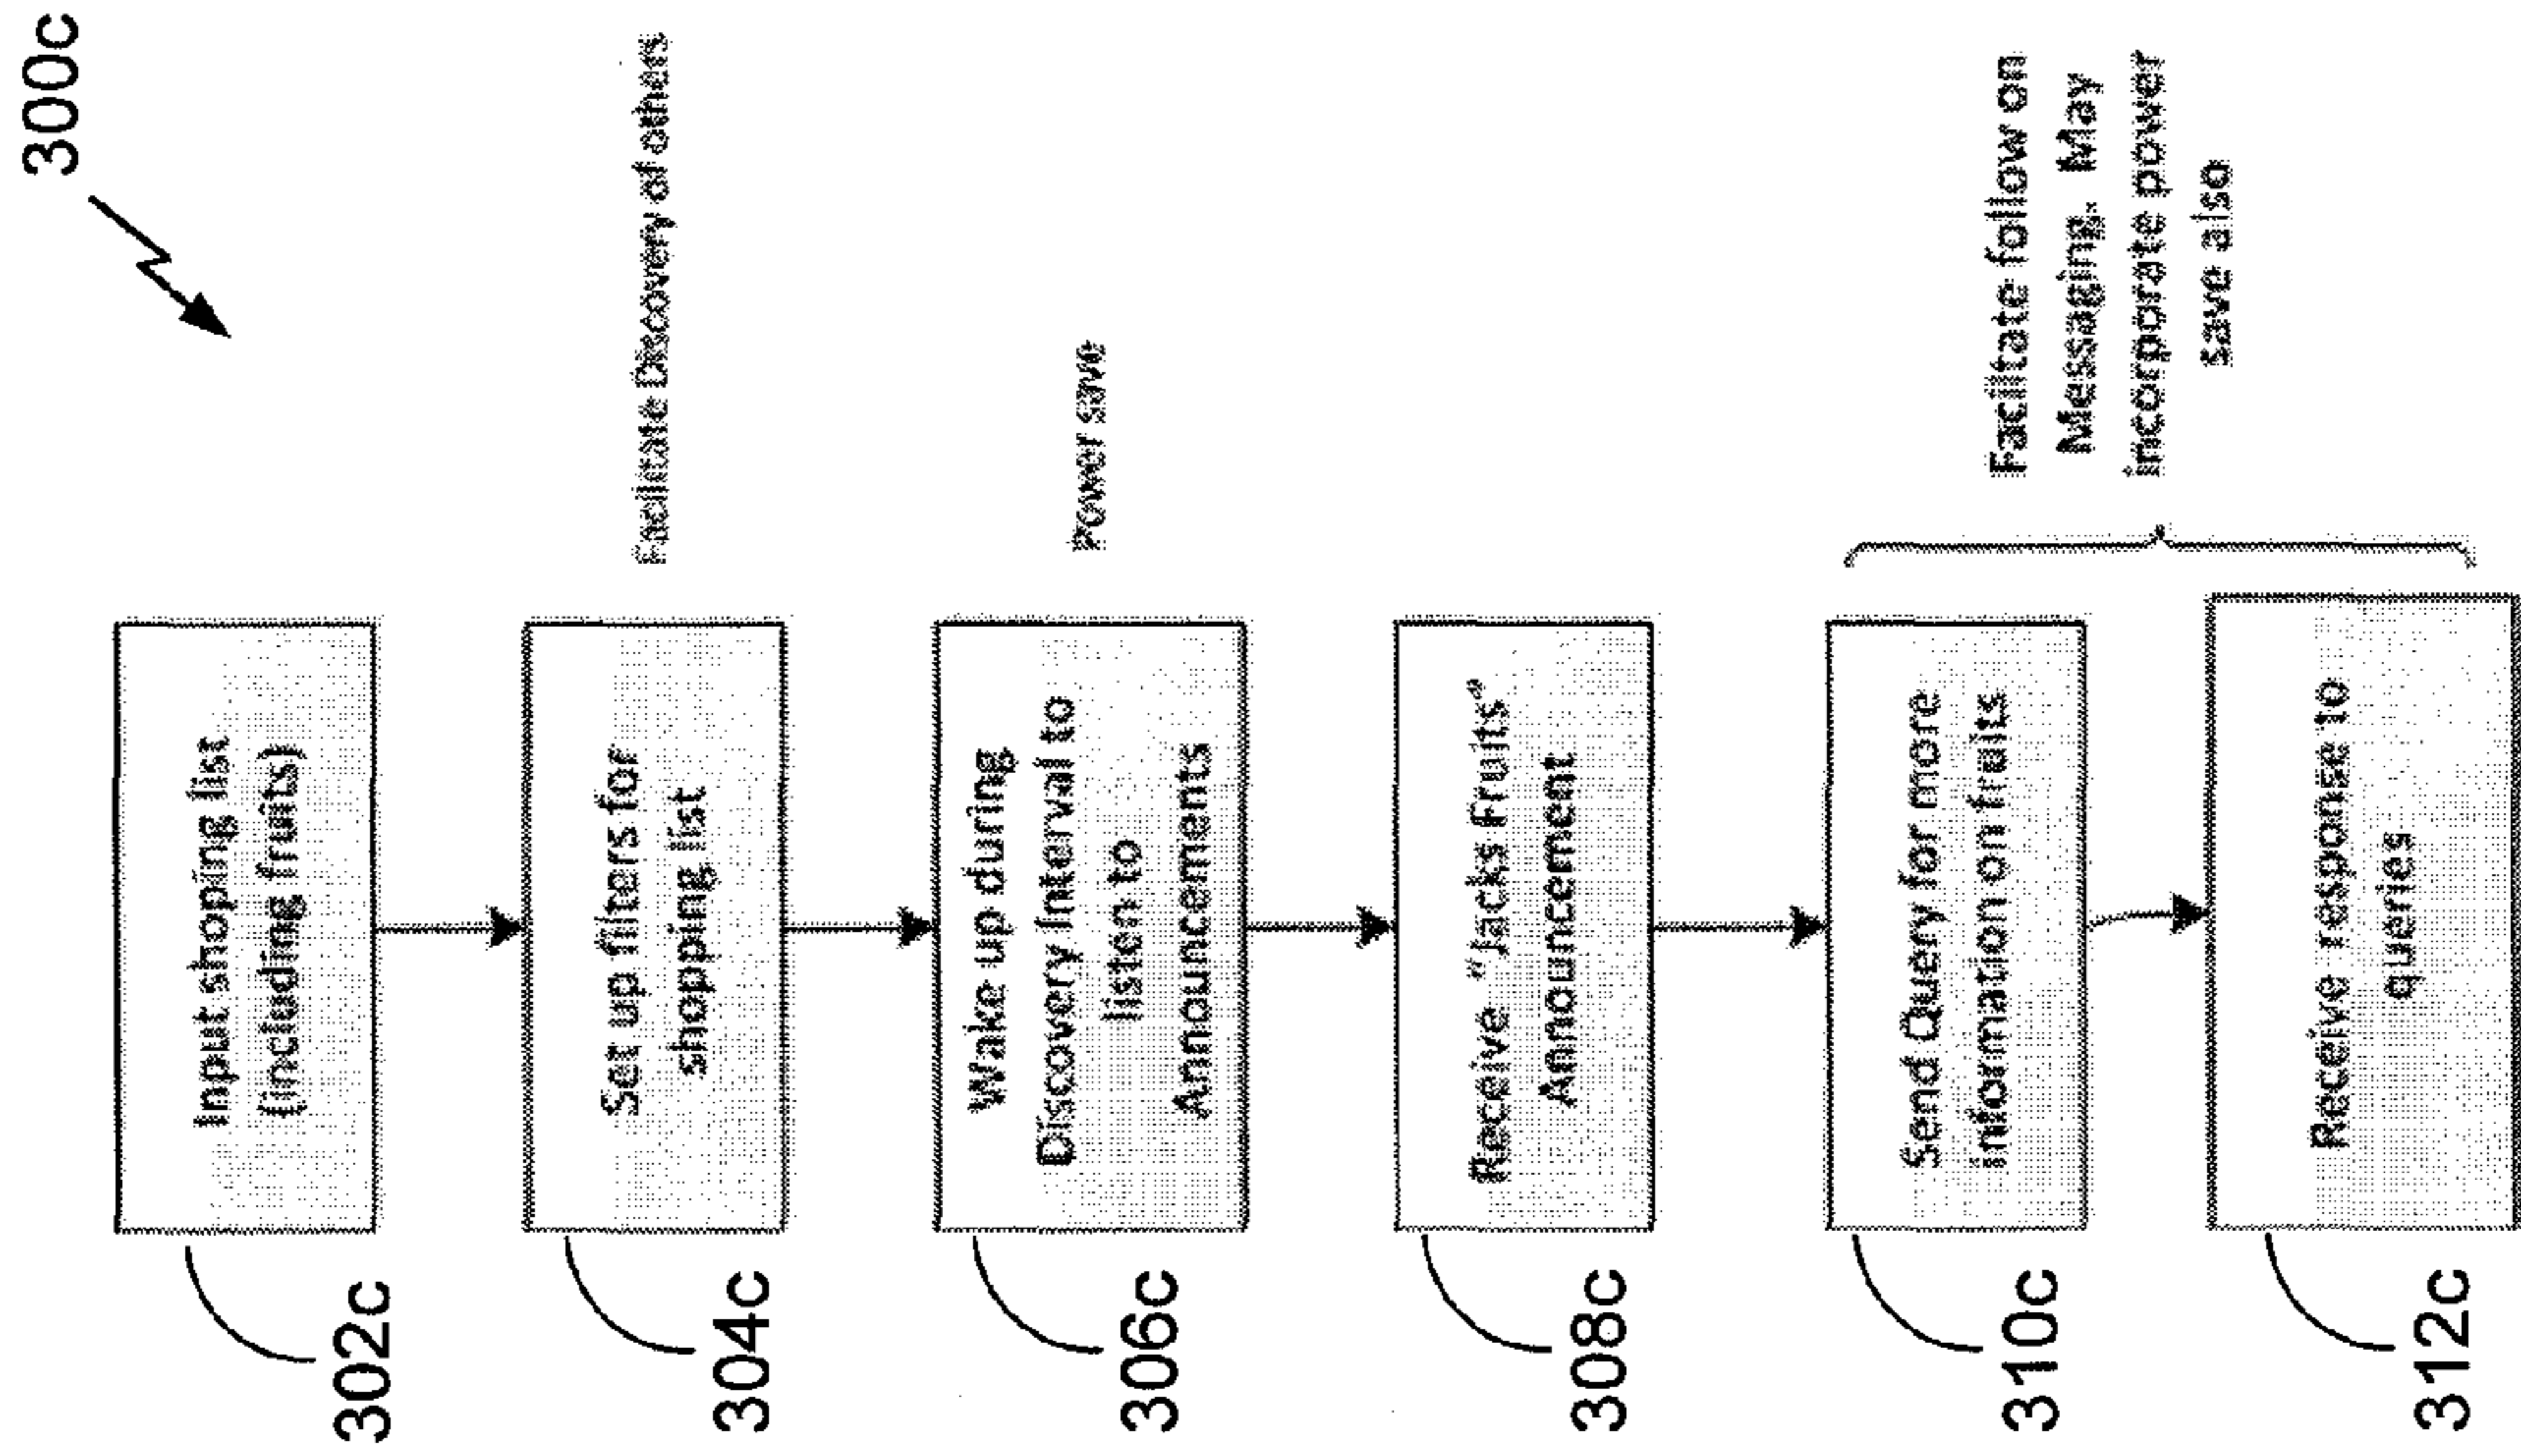 300c
302c
Input shopping list
(including fruits)
304c
Set up filters for
shopping list
Facilitate Discovery of others
306c
Wake up during
Discovery Interval to
listen to
Announcements
Power save
308c
Receive "Jacks Fruits"
Announcement
310c
Send Query for more
information on fruits
312c
Receive response to
queries
Facilitate follow on
Messaging. May
incorporate power
save also